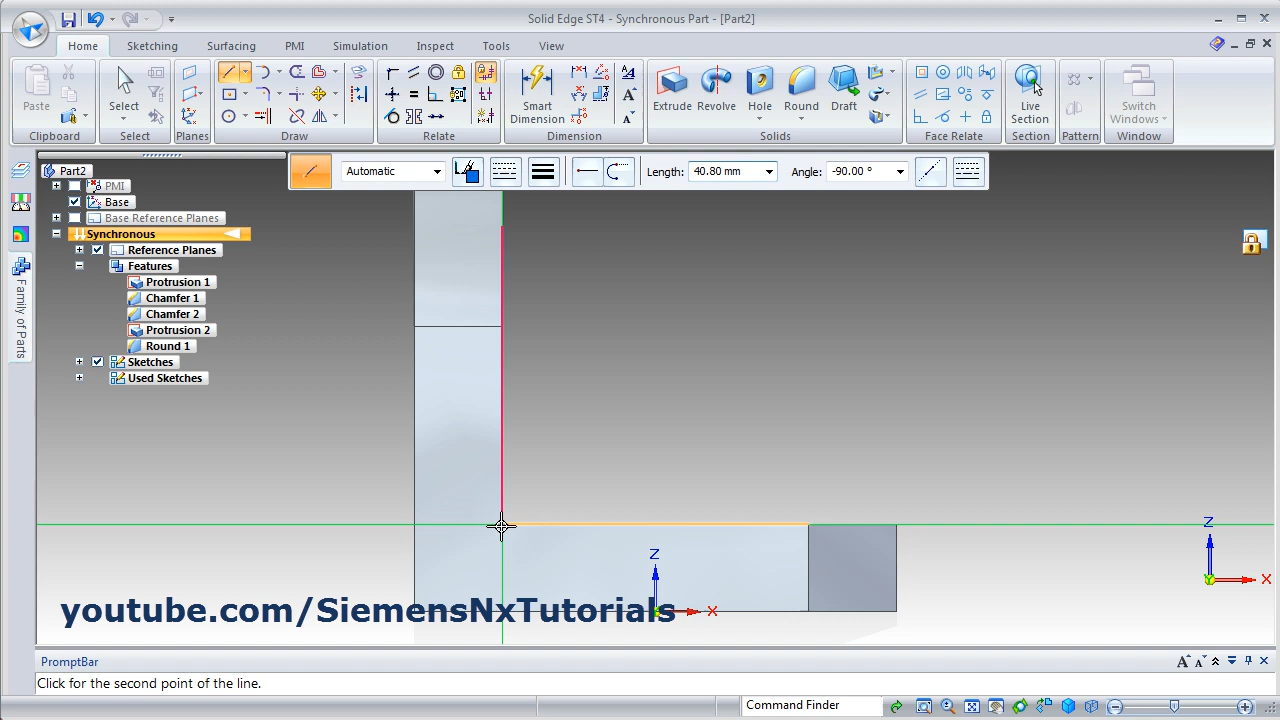 Solid Edge ST4 - Synchronous Part - [Part2]
Home Sketching Surfacing PMI Simulation Inspect Tools View
Paste Select Smart Dimension Extrude Revolve Hole Round Draft Live Section Switch Windows
Clipboard Select Planes Draw Relate Dimension Solids Face Relate Section Pattern Window
Part2
Automatic Length: 40.80 mm Angle: -90.00 °
PMI
Base
Base Reference Planes
Synchronous
Reference Planes
Features
Protrusion 1
Chamfer 1
Chamfer 2
Protrusion 2
Round 1
Sketches
Used Sketches
Family of Parts
Z
X
Z
X
youtube.com/SiemensNxTutorials
PromptBar
Click for the second point of the line.
Command Finder